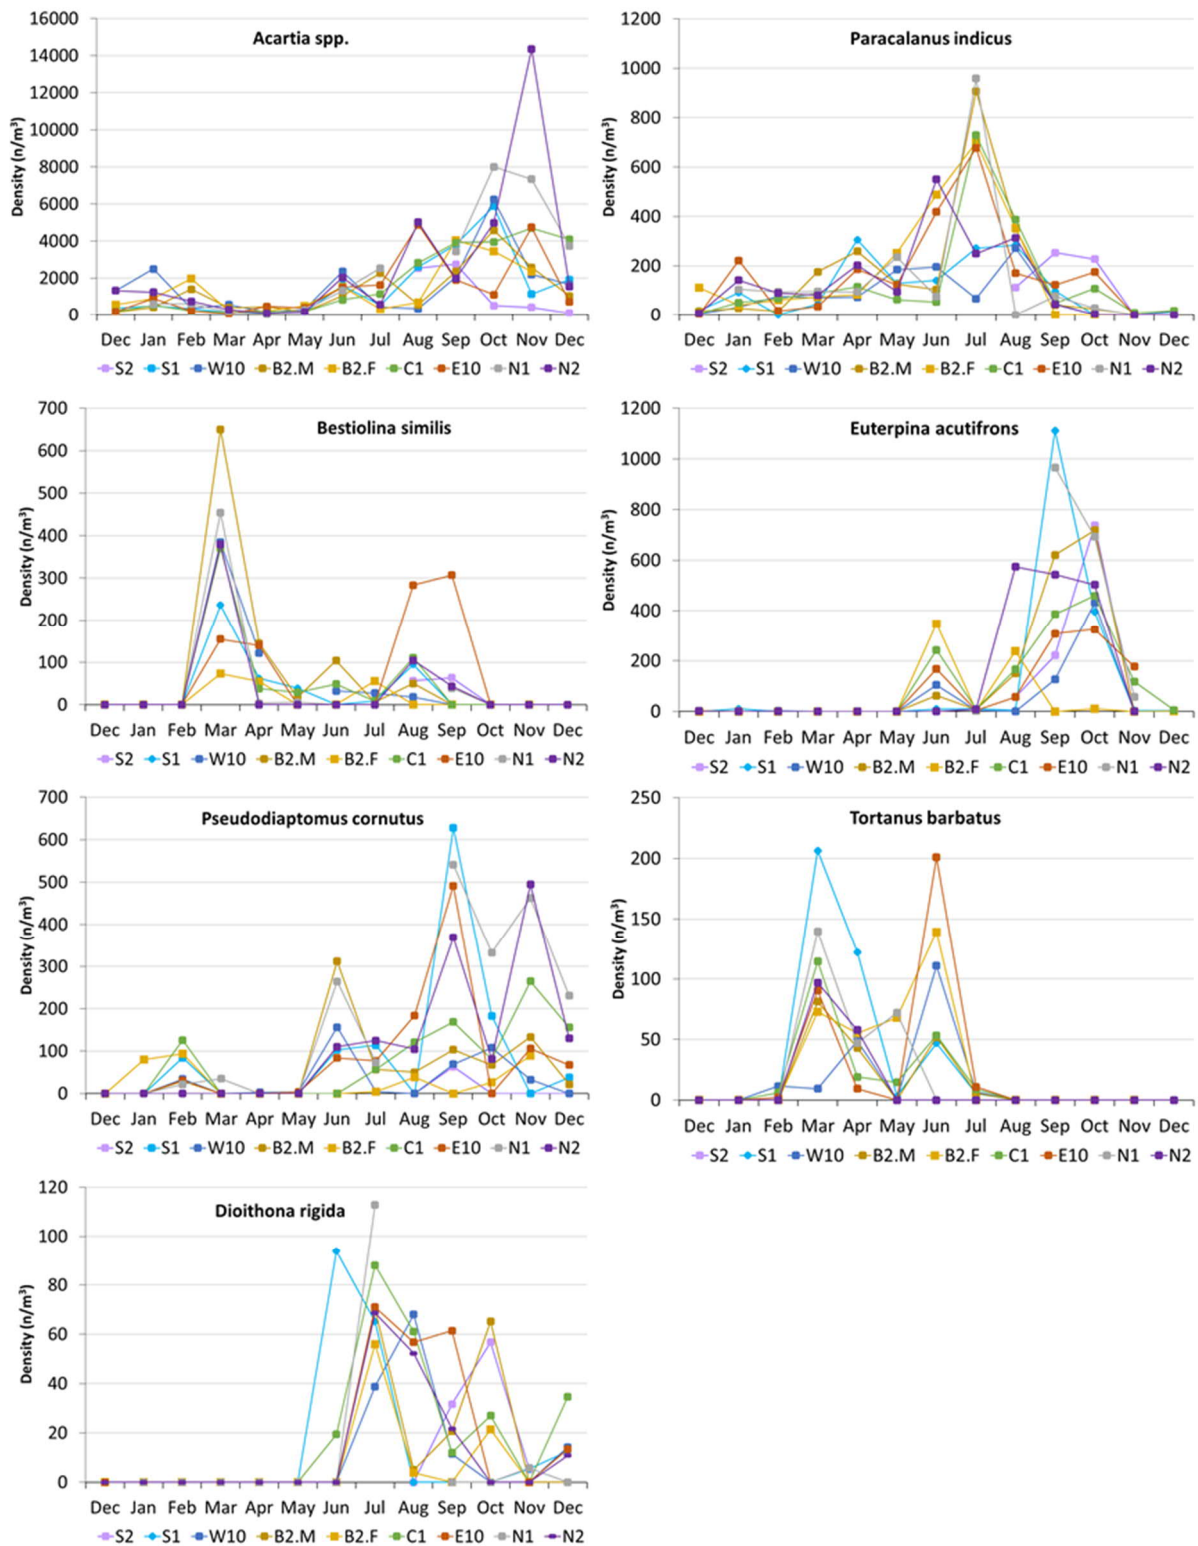 Acartia spp.
Density (n/m³)
16000
14000
12000
10000
8000
6000
4000
2000
0
Dec Jan Feb Mar Apr May Jun Jul Aug Sep Oct Nov Dec
S2 S1 W10 B2.M B2.F C1 E10 N1 N2
Paracalanus indicus
Density (n/m³)
1200
1000
800
600
400
200
0
Dec Jan Feb Mar Apr May Jun Jul Aug Sep Oct Nov Dec
S2 S1 W10 B2.M B2.F C1 E10 N1 N2
Bestiolina similis
Density (n/m³)
700
600
500
400
300
200
100
0
Dec Jan Feb Mar Apr May Jun Jul Aug Sep Oct Nov Dec
S2 S1 W10 B2.M B2.F C1 E10 N1 N2
Euterpina acutifrons
Density (n/m³)
1200
1000
800
600
400
200
0
Dec Jan Feb Mar Apr May Jun Jul Aug Sep Oct Nov Dec
S2 S1 W10 B2.M B2.F C1 E10 N1 N2
Pseudodiaptomus cornutus
Density (n/m³)
700
600
500
400
300
200
100
0
Dec Jan Feb Mar Apr May Jun Jul Aug Sep Oct Nov Dec
S2 S1 W10 B2.M B2.F C1 E10 N1 N2
Tortanus barbatus
Density (n/m³)
250
200
150
100
50
0
Dec Jan Feb Mar Apr May Jun Jul Aug Sep Oct Nov Dec
S2 S1 W10 B2.M B2.F C1 E10 N1 N2
Dioithona rigida
Density (n/m³)
120
100
80
60
40
20
0
Dec Jan Feb Mar Apr May Jun Jul Aug Sep Oct Nov Dec
S2 S1 W10 B2.M B2.F C1 E10 N1 N2